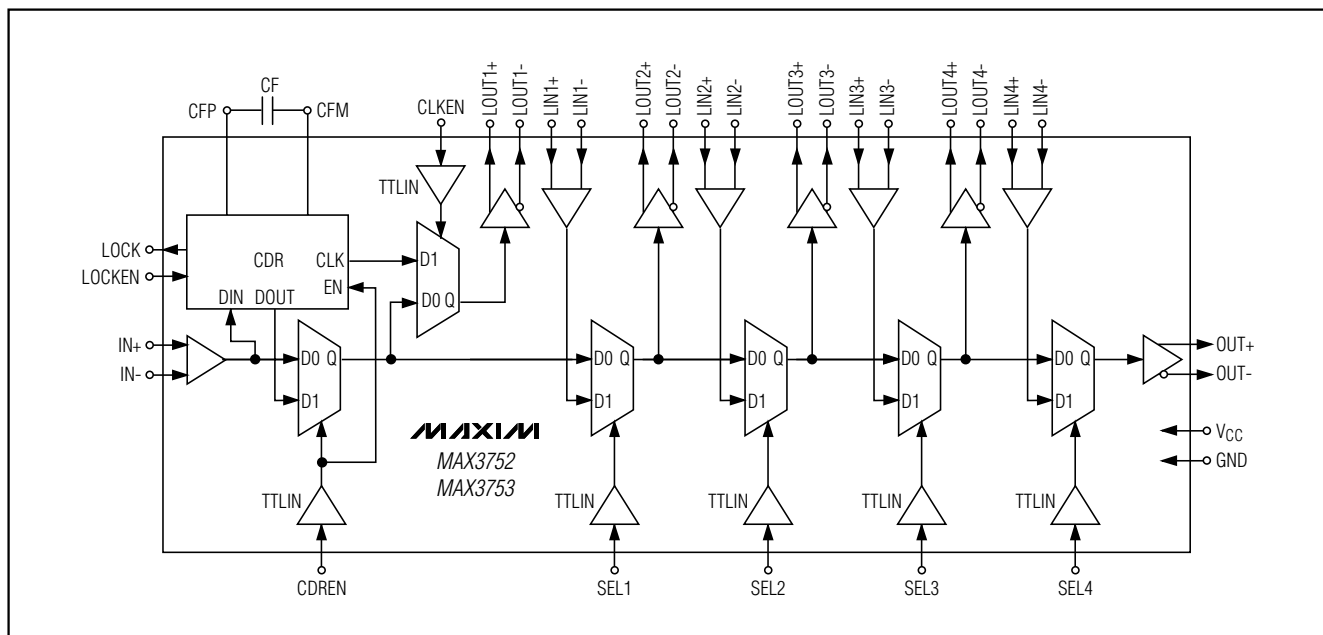 LOUT1+ LOUT1- LIN1+ LIN1- LOUT2+ LOUT2- LIN2+ LIN2- LOUT3+ LOUT3- LIN3+ LIN3- LOUT4+ LOUT4- LIN4+ LIN4-
CF
CFP
CFM
CLKEN
TTLIN
LOCK
LOCKEN
CDR
CLK
EN
DIN
DOUT
D1
D0 Q
IN+
IN-
D0 Q
D1
D0 Q
D1
D0 Q
D1
D0 Q
D1
D0 Q
D1
OUT+
OUT-
VCC
GND
MAXIM
MAX3752
MAX3753
TTLIN
TTLIN
TTLIN
TTLIN
TTLIN
CDREN
SEL1
SEL2
SEL3
SEL4